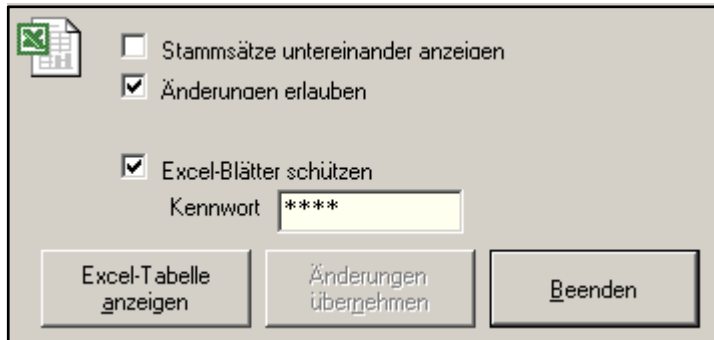 Stammsätze untereinander anzeigen
Änderungen erlauben
Excel-Blätter schützen
Kennwort ****
Excel-Tabelle
anzeigen
Änderungen
übernehmen
Beenden